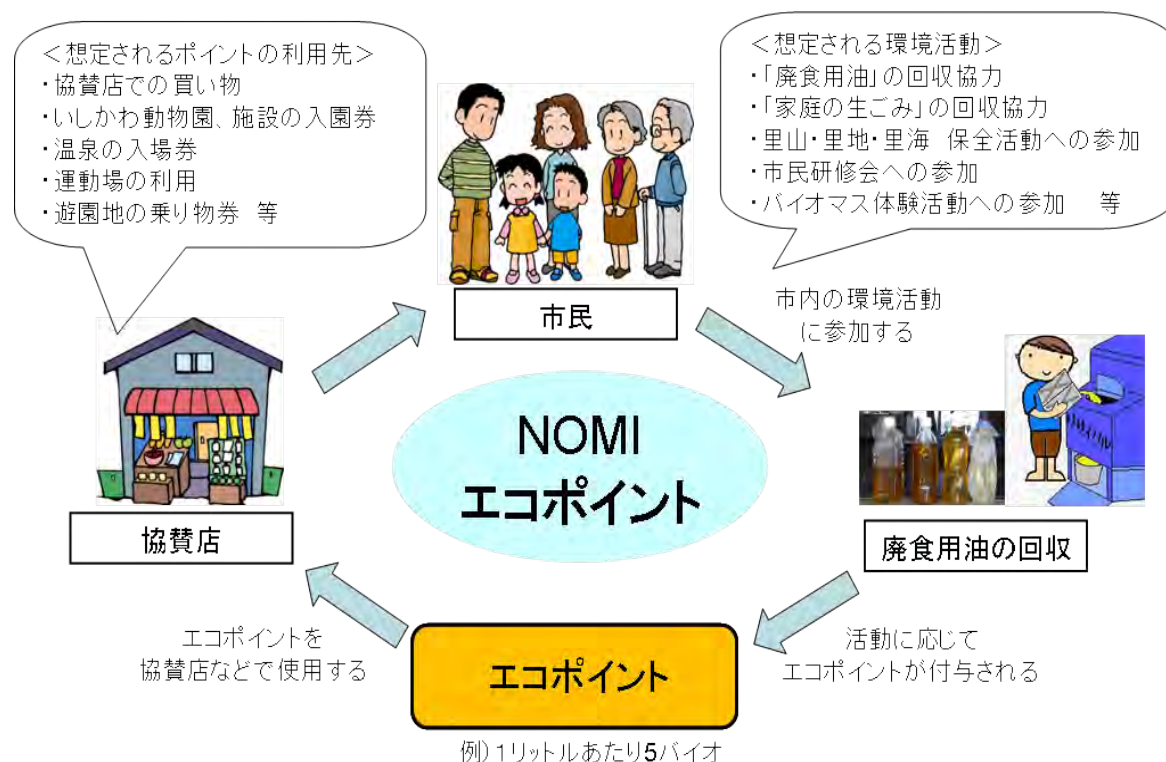 ＜想定されるポイントの利用先＞
・協賛店での買い物
・いしかわ動物園、施設の入園券
・温泉の入場券
・運動場の利用
・遊園地の乗り物券 等
＜想定される環境活動＞
・「廃食用油」の回収協力
・「家庭の生ごみ」の回収協力
・里山・里地・里海 保全活動への参加
・市民研修会への参加
・バイオマス体験活動への参加 等
市民
市内の環境活動
に参加する
NOMI
エコポイント
協賛店
廃食用油の回収
エコポイントを
協賛店などで使用する
エコポイント
活動に応じて
エコポイントが付与される
例）1リットルあたり5バイオ